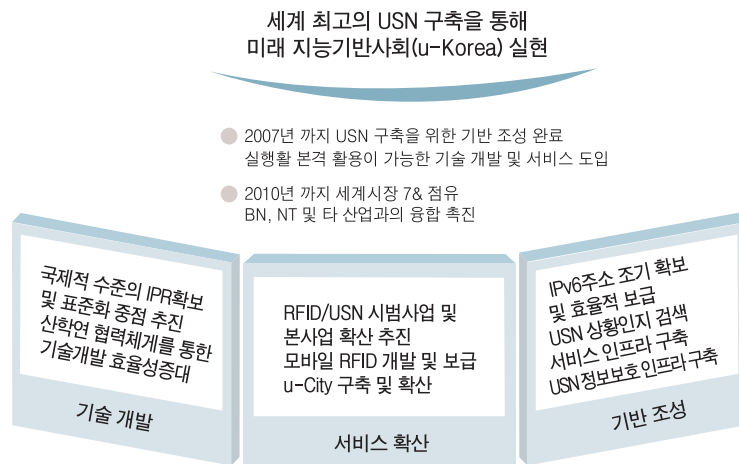 세계 최고의 USN 구축을 통해
미래 지능기반사회(u-Korea) 실현
2007년 까지 USN 구축을 위한 기반 조성 완료
실행활 본격 활용이 가능한 기술 개발 및 서비스 도입
2010년 까지 세계시장 7& 점유
BN, NT 및 타 산업과의 융합 촉진
국제적 수준의 IPR확보
및 표준화 중점 추진
산학연 협력체게를 통한
기술개발 효율성증대
기술 개발
RFID/USN 시범사업 및
본사업 확산 추진
모바일 RFID 개발 및 보급
u-City 구축 및 확산
서비스 확산
IPv6주소 조기 확보
및 효율적 보급
USN 상황인지 검색
서비스 인프라 구축
USN정보보호인프라구축
기반 조성